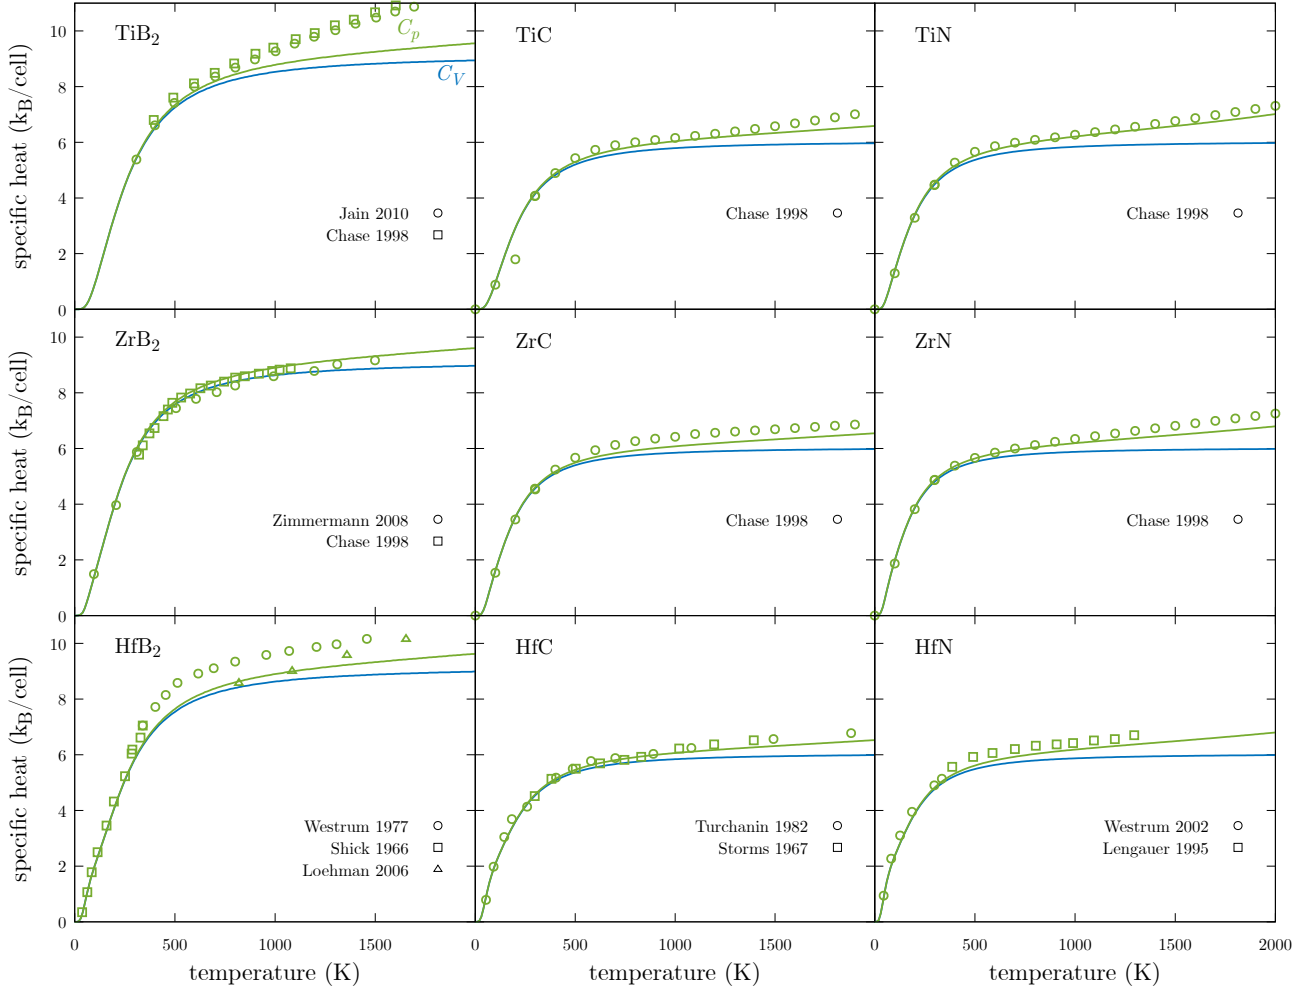 TiB2
Cp
CV
Jain 2010
Chase 1998
TiC
Chase 1998
TiN
Chase 1998
specific heat (kB/cell)
10
8
6
4
2
0
ZrB2
Zimmermann 2008
Chase 1998
ZrC
Chase 1998
ZrN
Chase 1998
specific heat (kB/cell)
10
8
6
4
2
0
HfB2
Westrum 1977
Shick 1966
Loehman 2006
HfC
Turchanin 1982
Storms 1967
HfN
Westrum 2002
Lengauer 1995
specific heat (kB/cell)
10
8
6
4
2
0
0 500 1000 1500 0 500 1000 1500 0 500 1000 1500 2000
temperature (K) temperature (K) temperature (K)